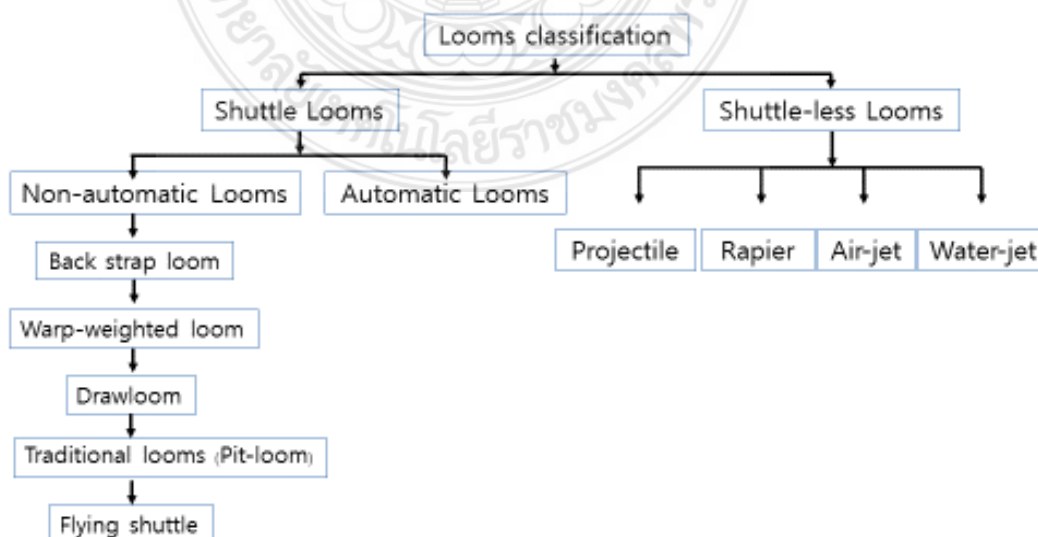 Looms classification
Shuttle Looms
Shuttle-less Looms
Non-automatic Looms
Automatic Looms
Projectile
Rapier
Air-jet
Water-jet
Back strap loom
Warp-weighted loom
Drawloom
Traditional looms (Pit-loom)
Flying shuttle